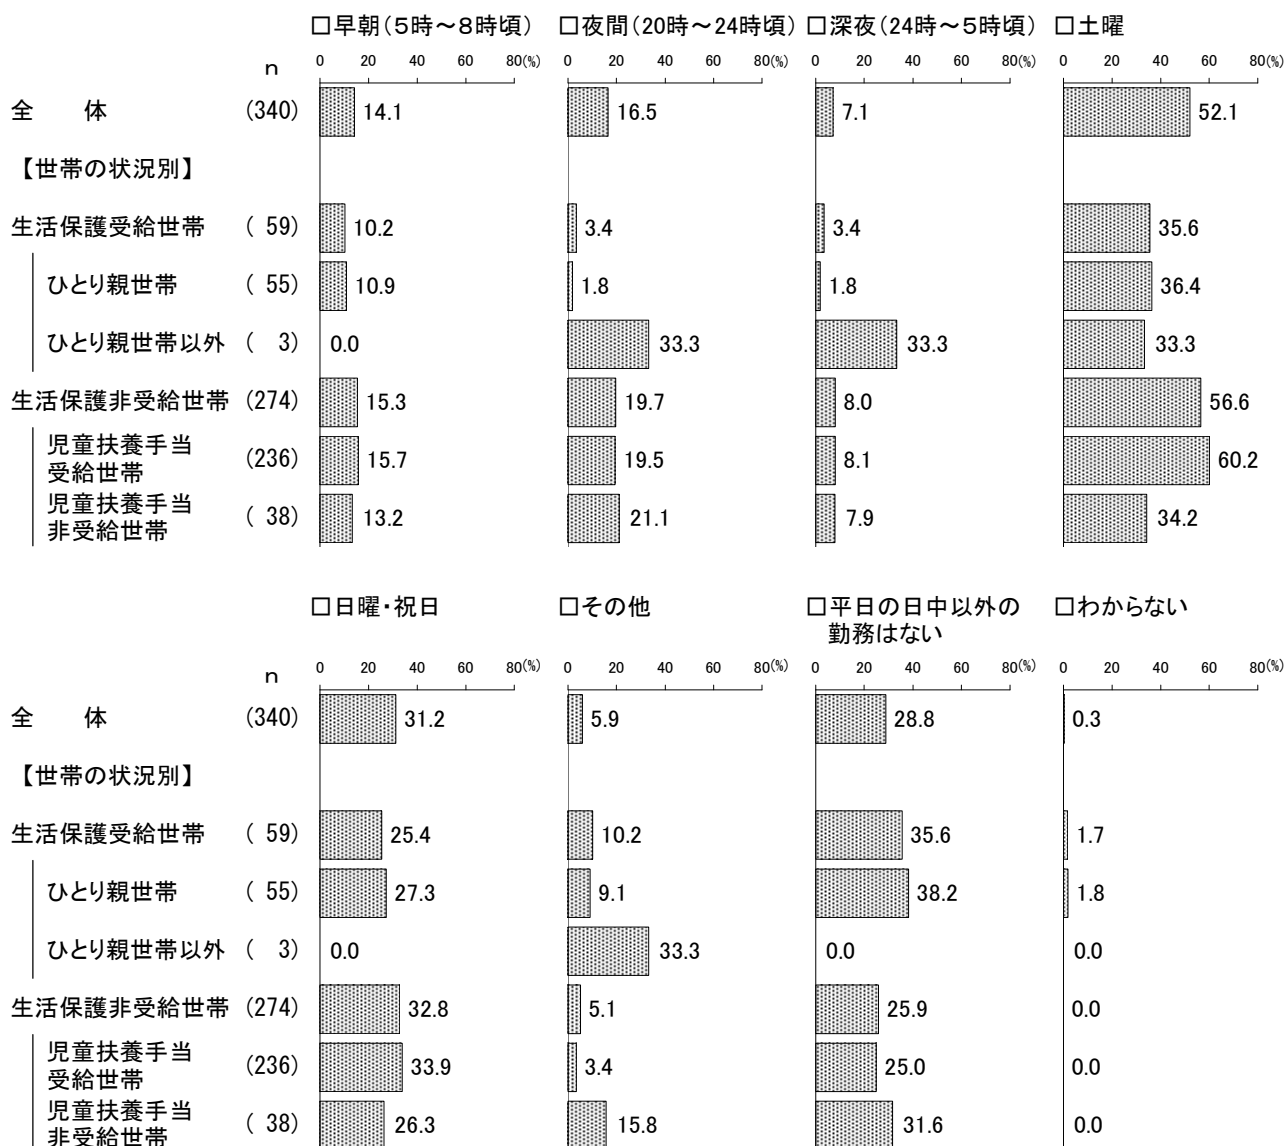 □早朝(5時～8時頃) □夜間(20時～24時頃) □深夜(24時～5時頃) □土曜
n 0 20 40 60 80(%) 0 20 40 60 80(%) 0 20 40 60 80(%) 0 20 40 60 80(%)
全 体 (340) 14.1 16.5 7.1 52.1
【世帯の状況別】
生活保護受給世帯 ( 59) 10.2 3.4 3.4 35.6
ひとり親世帯 ( 55) 10.9 1.8 1.8 36.4
ひとり親世帯以外 ( 3) 0.0 33.3 33.3 33.3
生活保護非受給世帯 (274) 15.3 19.7 8.0 56.6
児童扶養手当
受給世帯 (236) 15.7 19.5 8.1 60.2
児童扶養手当
非受給世帯 ( 38) 13.2 21.1 7.9 34.2
□日曜・祝日 □その他 □平日の日中以外の □わからない
勤務はない
n 0 20 40 60 80(%) 0 20 40 60 80(%) 0 20 40 60 80(%) 0 20 40 60 80(%)
全 体 (340) 31.2 5.9 28.8 0.3
【世帯の状況別】
生活保護受給世帯 ( 59) 25.4 10.2 35.6 1.7
ひとり親世帯 ( 55) 27.3 9.1 38.2 1.8
ひとり親世帯以外 ( 3) 0.0 33.3 0.0 0.0
生活保護非受給世帯 (274) 32.8 5.1 25.9 0.0
児童扶養手当
受給世帯 (236) 33.9 3.4 25.0 0.0
児童扶養手当
非受給世帯 ( 38) 26.3 15.8 31.6 0.0